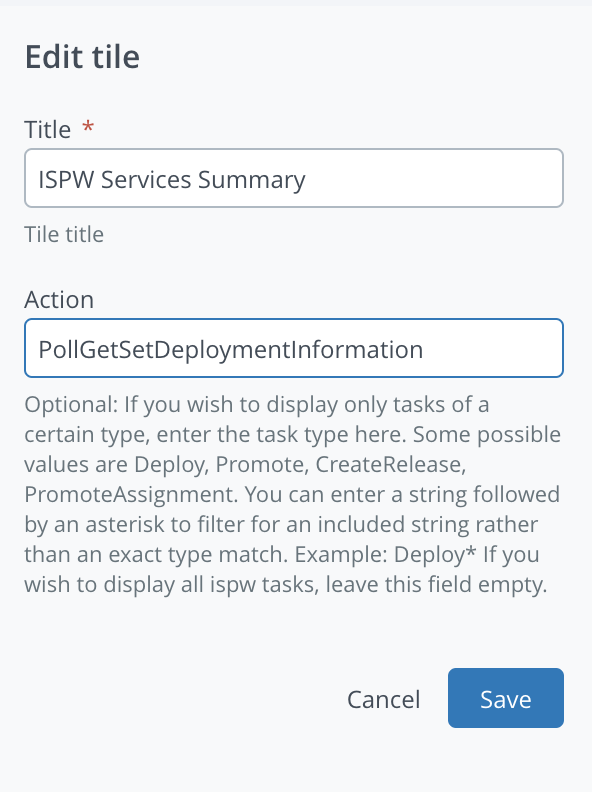 Edit tile
Title *
ISPW Services Summary
Tile title
Action
PollGetSetDeploymentInformation
Optional: If you wish to display only tasks of a
certain type, enter the task type here. Some possible
values are Deploy, Promote, CreateRelease,
PromoteAssignment. You can enter a string followed
by an asterisk to filter for an included string rather
than an exact type match. Example: Deploy* If you
wish to display all ispw tasks, leave this field empty.
Cancel Save